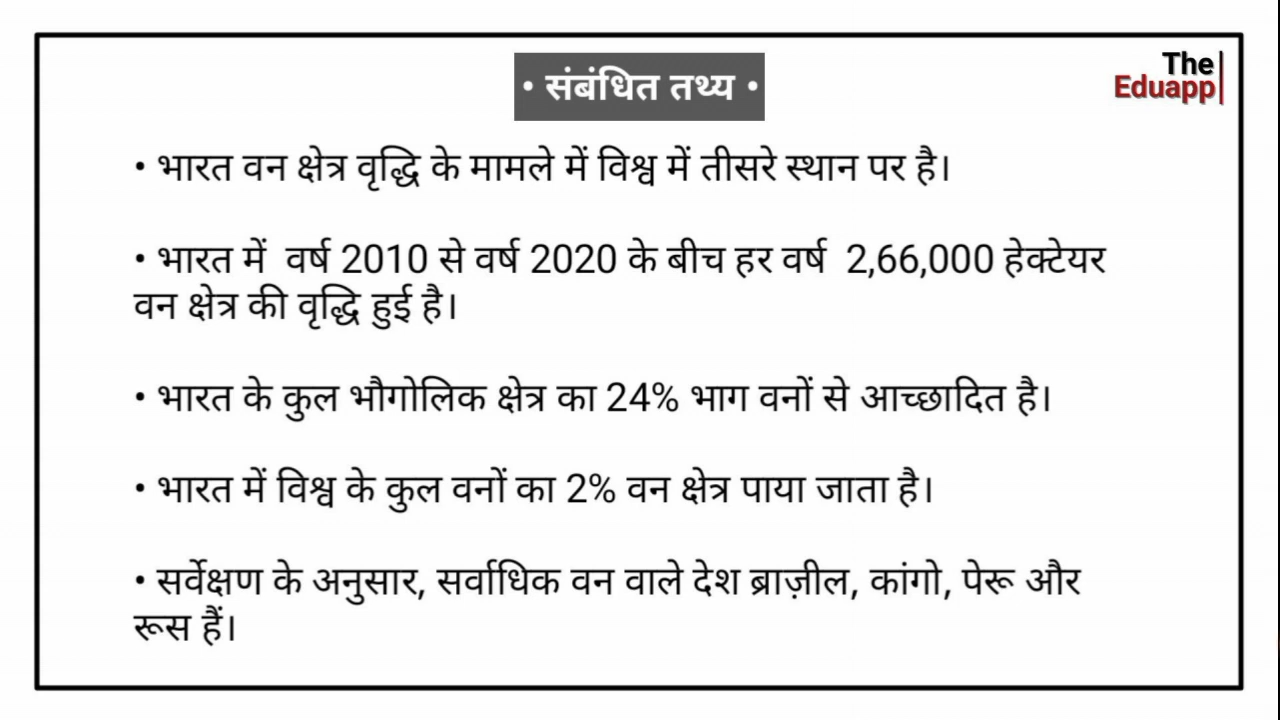 • संबंधित तथ्य •
The
Eduapp
• भारत वन क्षेत्र वृद्धि के मामले में विश्व में तीसरे स्थान पर है।
• भारत में  वर्ष 2010 से वर्ष 2020 के बीच हर वर्ष  2,66,000 हेक्टेयर
वन क्षेत्र की वृद्धि हुई है।
• भारत के कुल भौगोलिक क्षेत्र का 24% भाग वनों से आच्छादित है।
• भारत में विश्व के कुल वनों का 2% वन क्षेत्र पाया जाता है।
• सर्वेक्षण के अनुसार, सर्वाधिक वन वाले देश ब्राज़ील, कांगो, पेरू और
रूस हैं।